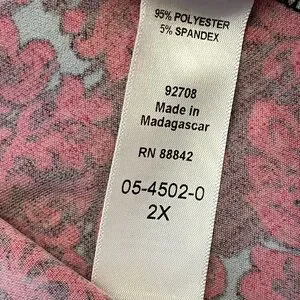 95% POLYESTER
5% SPANDEX
92708
Made in
Madagascar
RN 88842
05-4502-0
2X